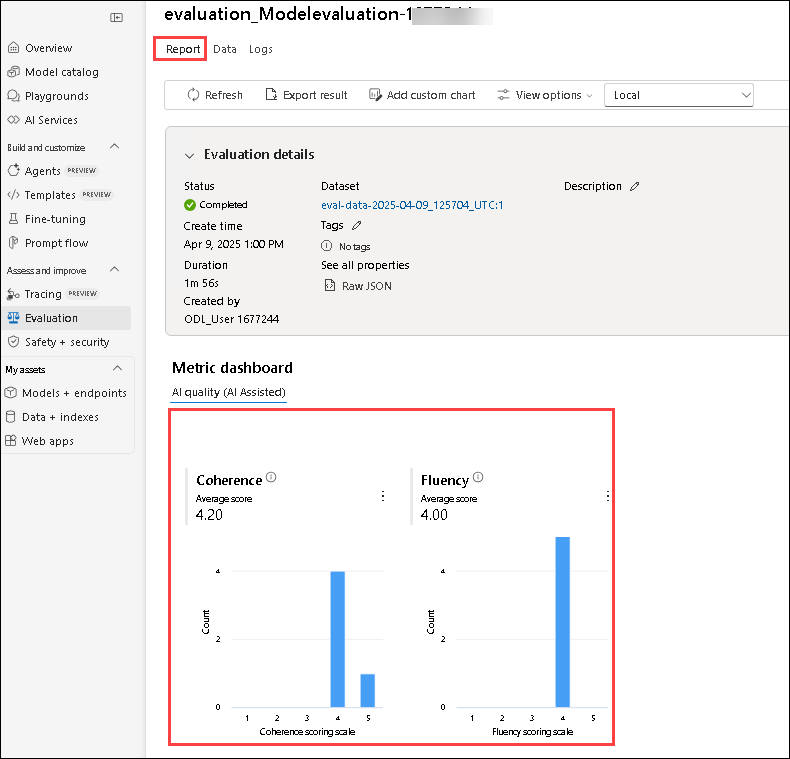 evaluation_Modelevaluation-
Report
Data
Logs
Overview
Model catalog
Playgrounds
AI Services
Build and customize
Agents PREVIEW
Templates PREVIEW
Fine-tuning
Prompt flow
Assess and improve
Tracing PREVIEW
Evaluation
Safety + security
My assets
Models + endpoints
Data + indexes
Web apps
Refresh
Export result
Add custom chart
View options
Local
Evaluation details
Status
Completed
Create time
Apr 9, 2025 1:00 PM
Duration
1m 56s
Created by
ODL_User 1677244
Dataset
eval-data-2025-04-09_125704_UTC:1
Tags
No tags
See all properties
Raw JSON
Description
Metric dashboard
AI quality (AI Assisted)
Coherence
Average score
4.20
4
2
0
Count
1 2 3 4 5
Coherence scoring scale
Fluency
Average score
4.00
4
2
0
Count
1 2 3 4 5
Fluency scoring scale